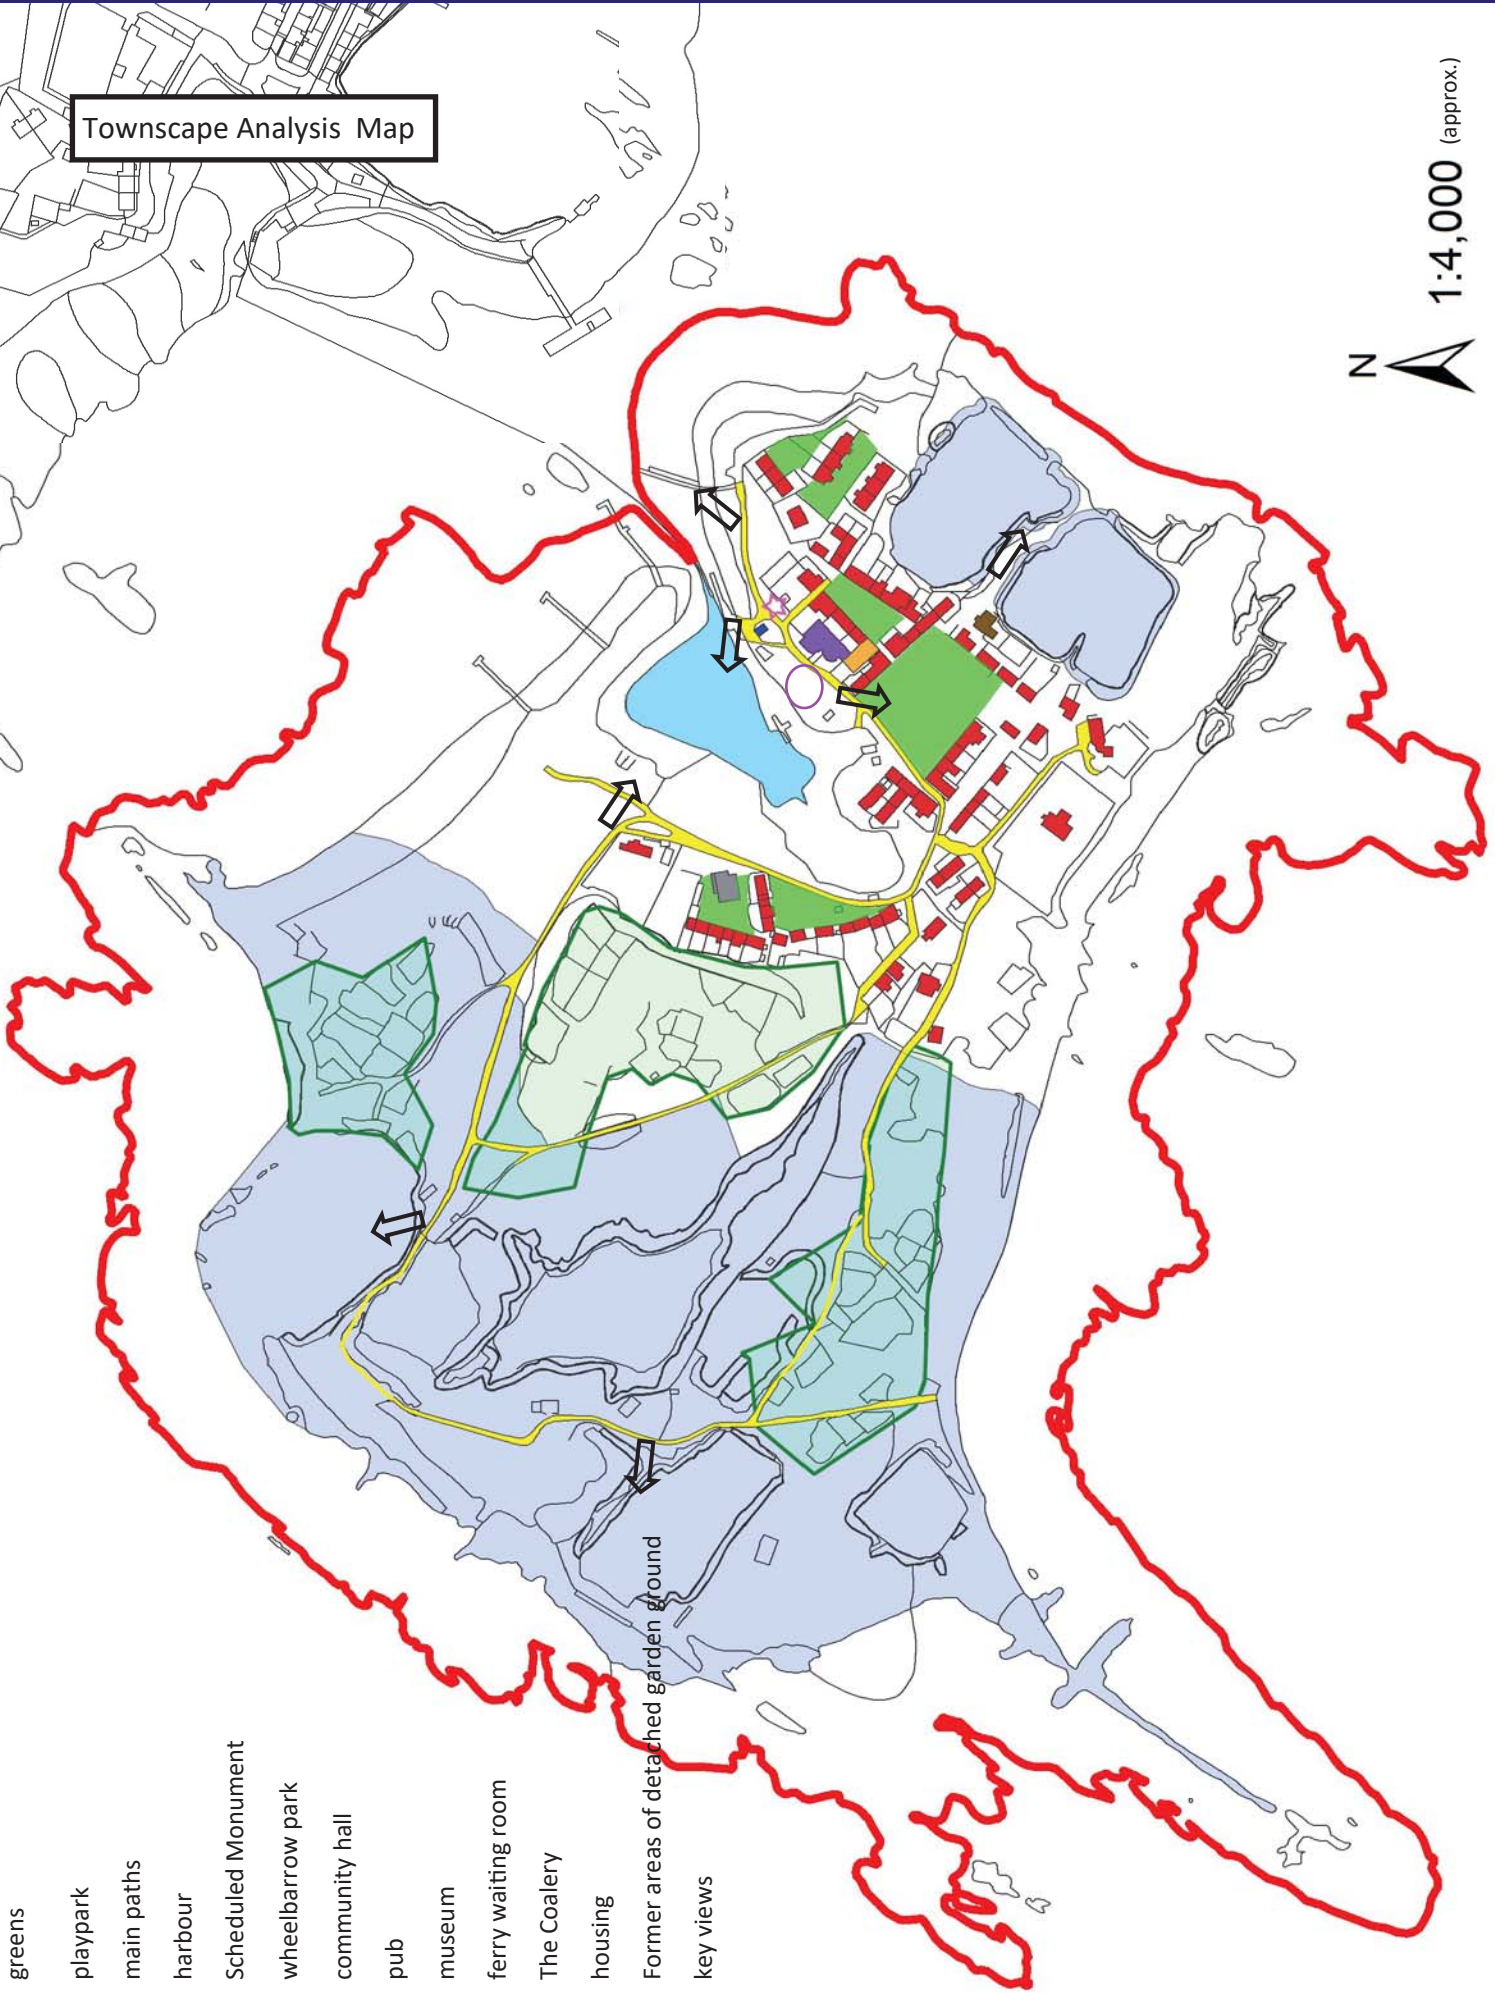 Townscape Analysis Map
greens
playpark
main paths
harbour
Scheduled Monument
wheelbarrow park
community hall
pub
museum
ferry waiting room
The Coalery
housing
Former areas of detached garden ground
key views
N
1:4,000 (approx.)